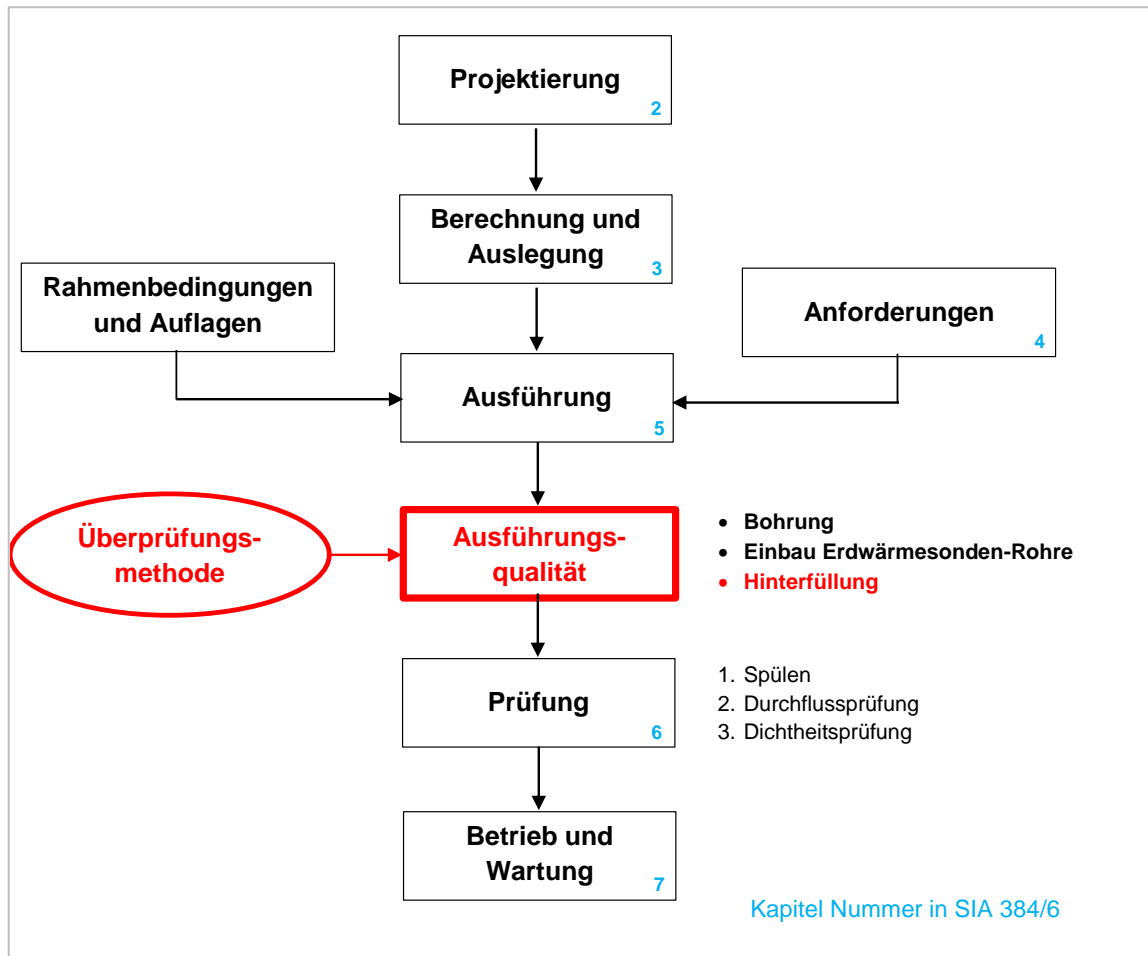 Projektierung
2
Berechnung und
Auslegung
3
Rahmenbedingungen
und Auflagen
Anforderungen
4
Ausführung
5
Überprüfungs-
methode
Ausführungs-
qualität
• Bohrung
• Einbau Erdwärmesonden-Rohre
• Hinterfüllung
Prüfung
6
1. Spülen
2. Durchflussprüfung
3. Dichtheitsprüfung
Betrieb und
Wartung
7
Kapitel Nummer in SIA 384/6